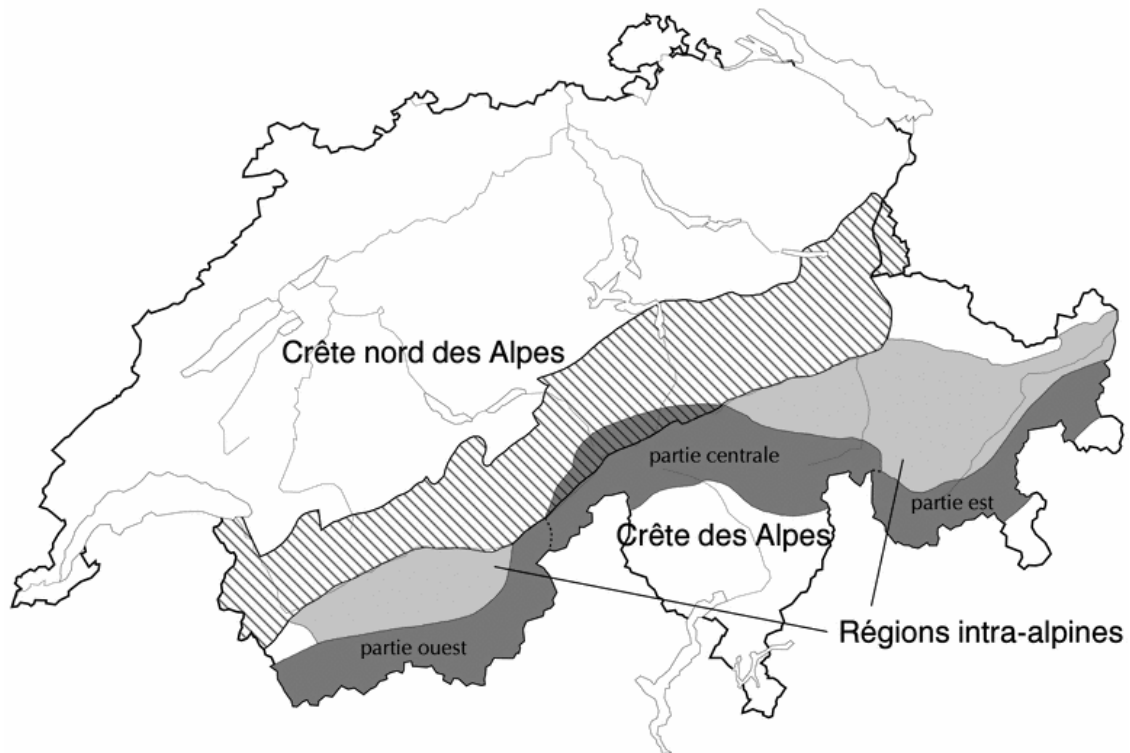 Crête nord des Alpes
partie centrale
partie est
Crête des Alpes
Régions intra-alpines
partie ouest